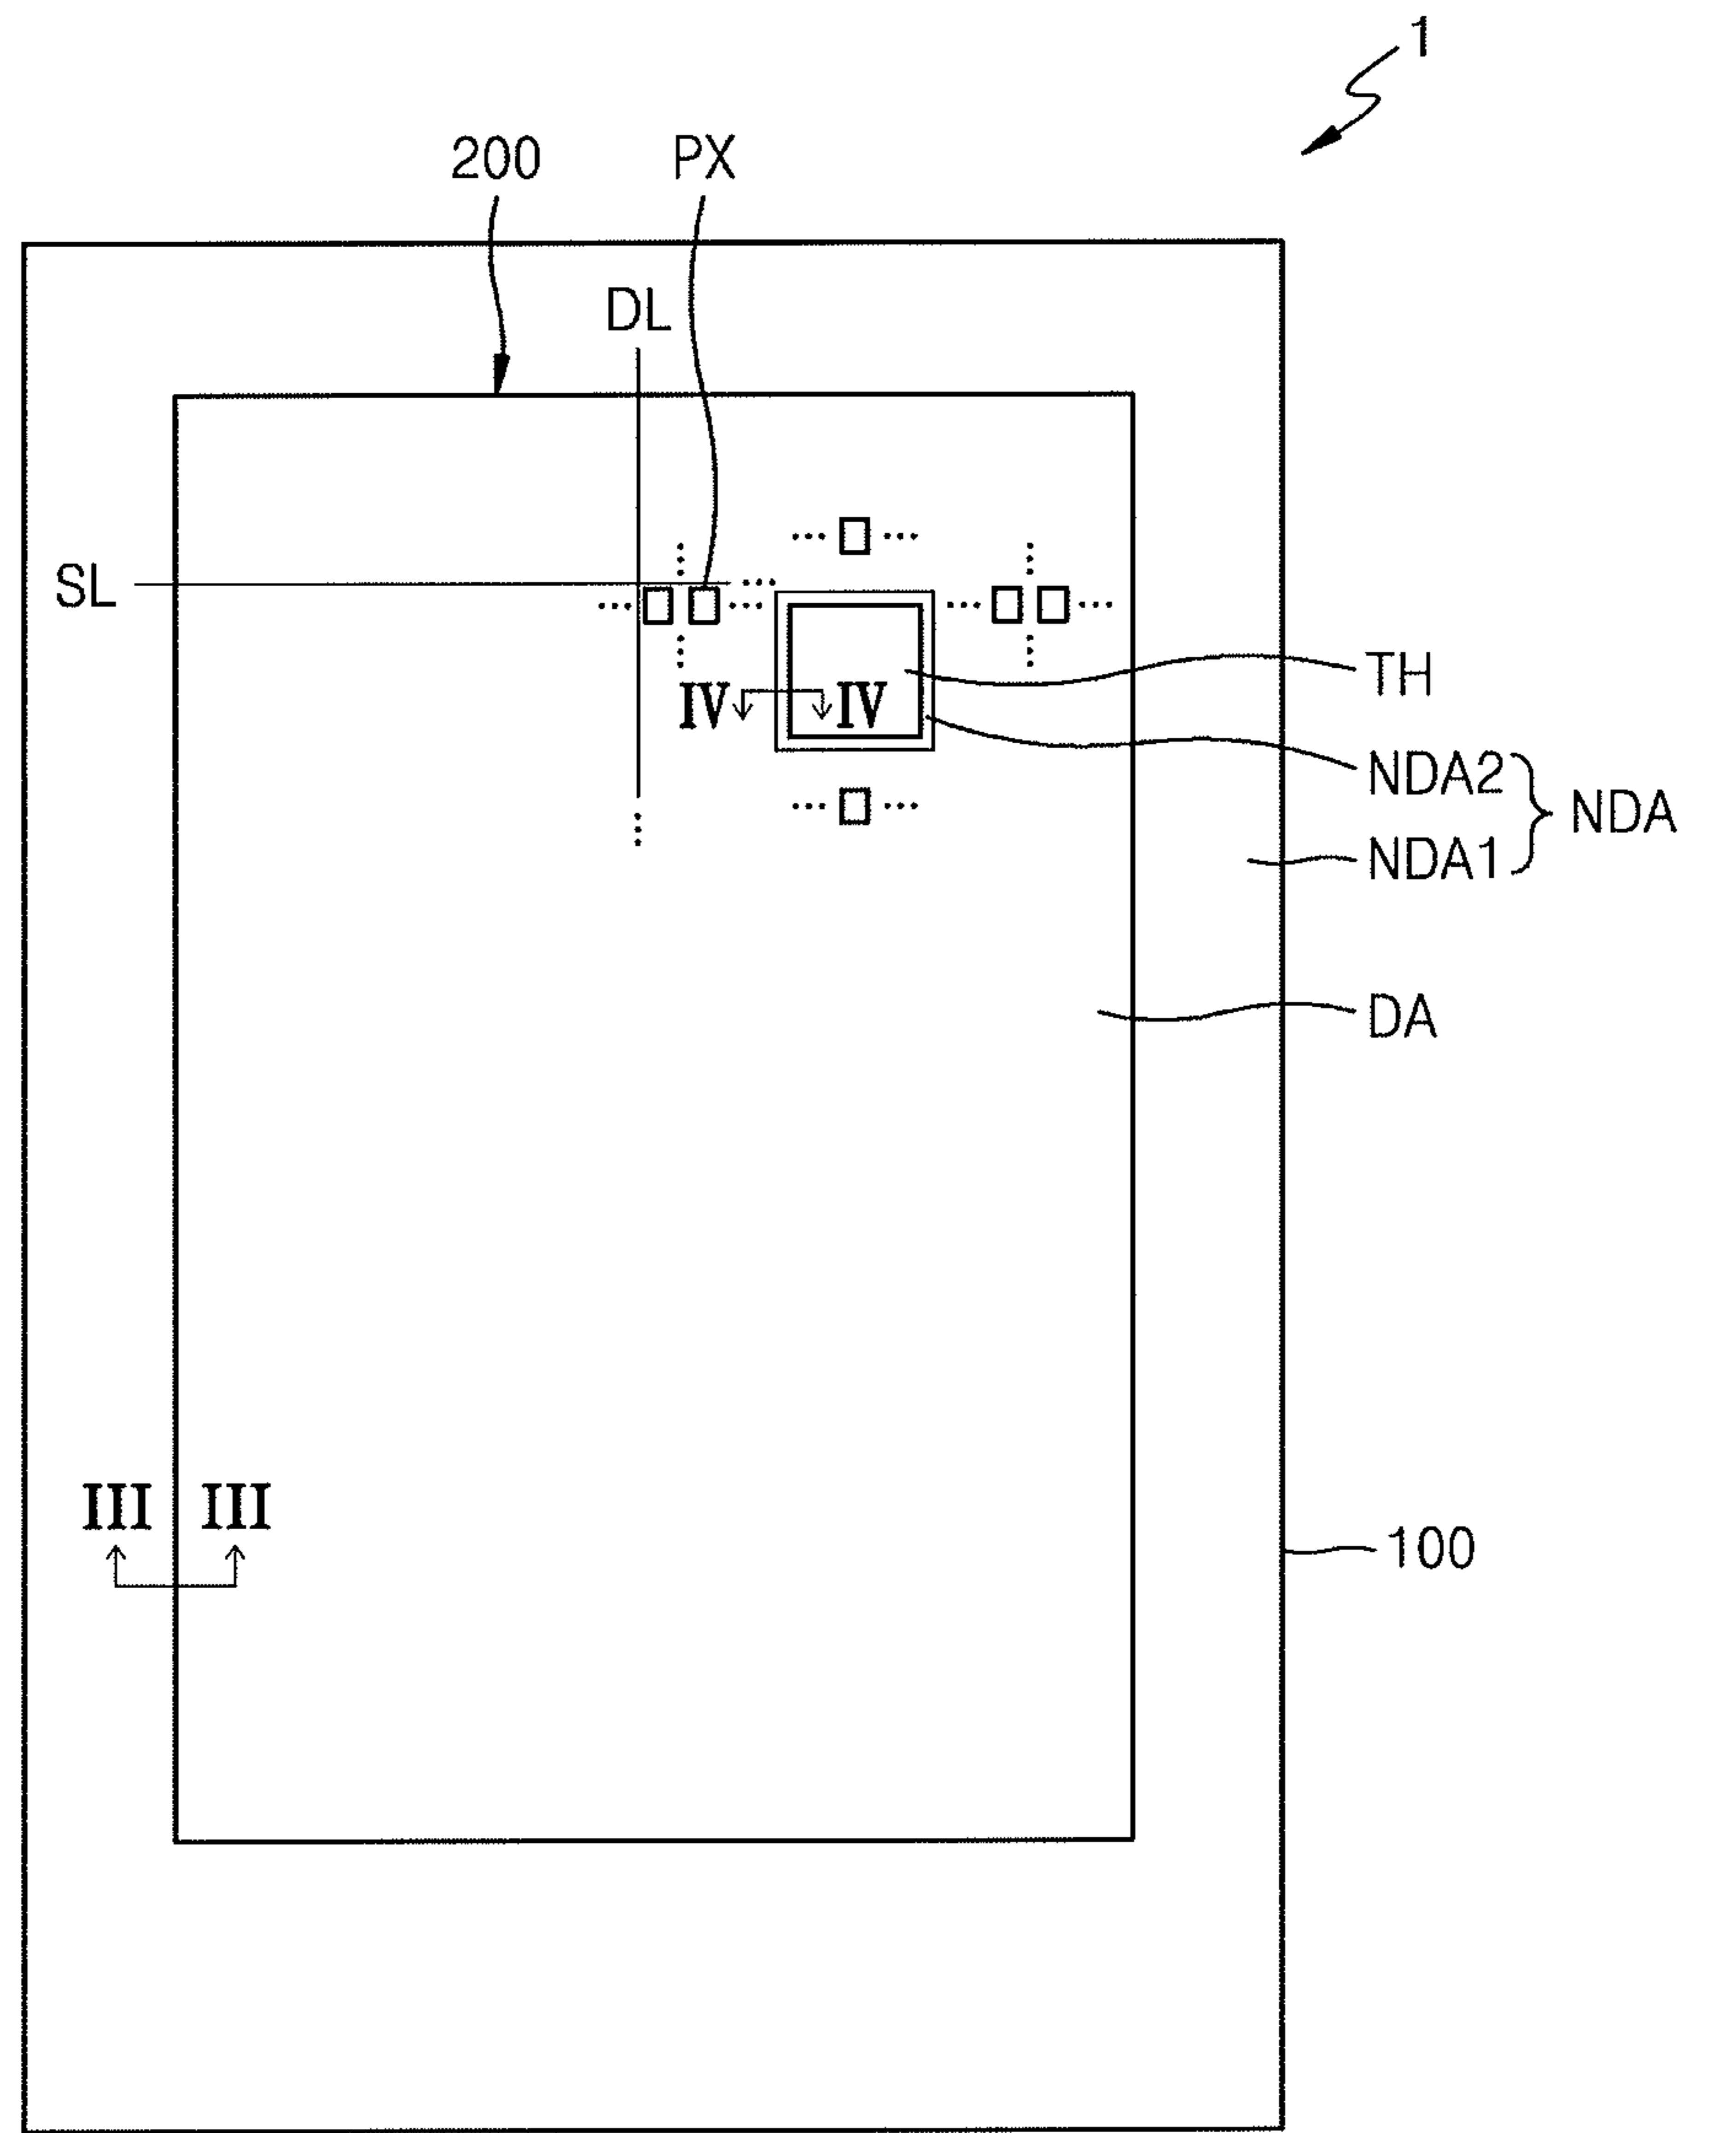 1
200 PX
DL
SL
TH
IV IV
NDA2
NDA
NDA1
DA
III III
100